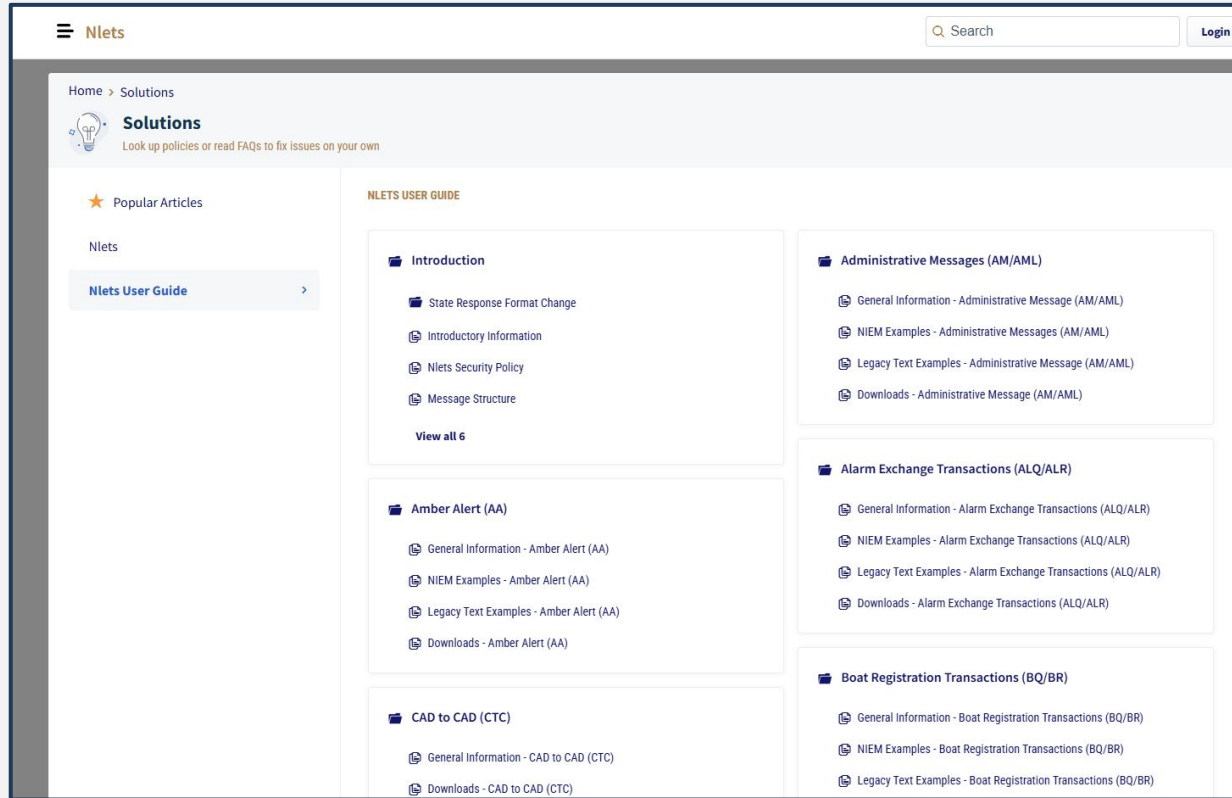 Nlets
Search
Login
Home > Solutions
Solutions
Look up policies or read FAQs to fix issues on your own
Popular Articles
Nlets
Nlets User Guide
NLETS USER GUIDE
Introduction
State Response Format Change
Introductory Information
Nlets Security Policy
Message Structure
View all 6
Amber Alert (AA)
General Information - Amber Alert (AA)
NIEM Examples - Amber Alert (AA)
Legacy Text Examples - Amber Alert (AA)
Downloads - Amber Alert (AA)
CAD to CAD (CTC)
General Information - CAD to CAD (CTC)
Downloads - CAD to CAD (CTC)
Administrative Messages (AM/AML)
General Information - Administrative Message (AM/AML)
NIEM Examples - Administrative Messages (AM/AML)
Legacy Text Examples - Administrative Message (AM/AML)
Downloads - Administrative Message (AM/AML)
Alarm Exchange Transactions (ALQ/ALR)
General Information - Alarm Exchange Transactions (ALQ/ALR)
NIEM Examples - Alarm Exchange Transactions (ALQ/ALR)
Legacy Text Examples - Alarm Exchange Transactions (ALQ/ALR)
Downloads - Alarm Exchange Transactions (ALQ/ALR)
Boat Registration Transactions (BQ/BR)
General Information - Boat Registration Transactions (BQ/BR)
NIEM Examples - Boat Registration Transactions (BQ/BR)
Legacy Text Examples - Boat Registration Transactions (BQ/BR)